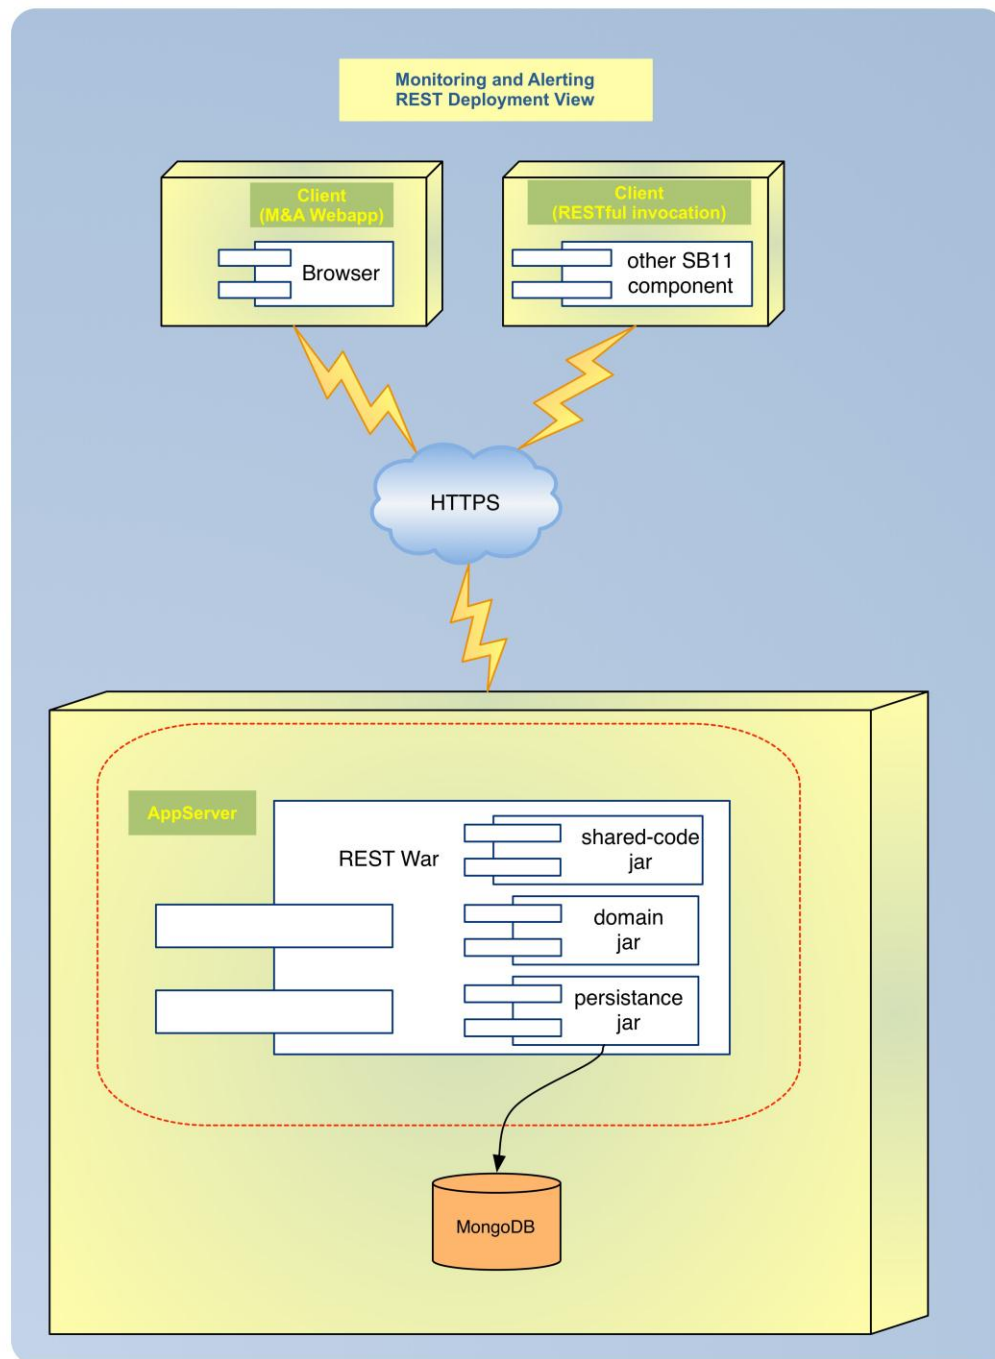 Monitoring and Alerting
REST Deployment View
Client
(M&A Webapp)
Browser
Client
(RESTful invocation)
other SB11
component
HTTPS
AppServer
REST War
shared-code
jar
domain
jar
persistance
jar
MongoDB